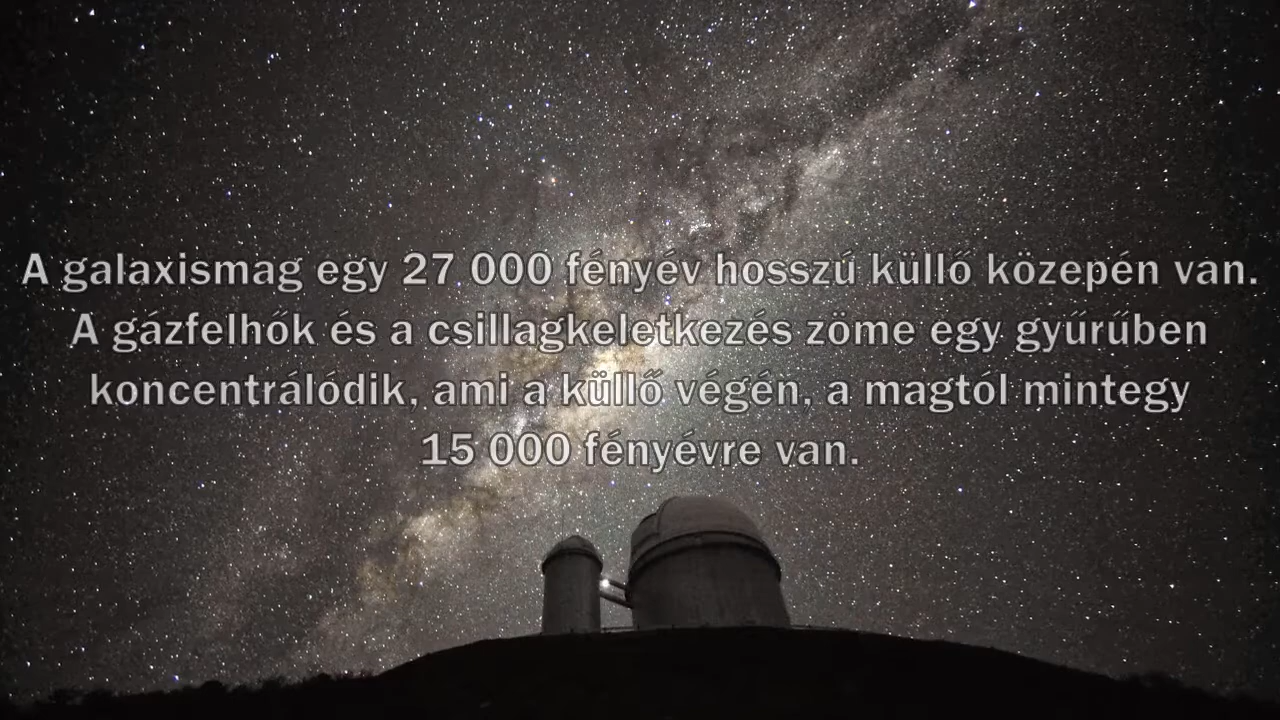 A galaxismag egy 27 000 fényév hosszú küllő közepén van.
A gázfelhők és a csillagkeletkezés zöme egy gyűrűben
koncentrálódik, ami a küllő végén, a magtól mintegy
15 000 fényévre van.